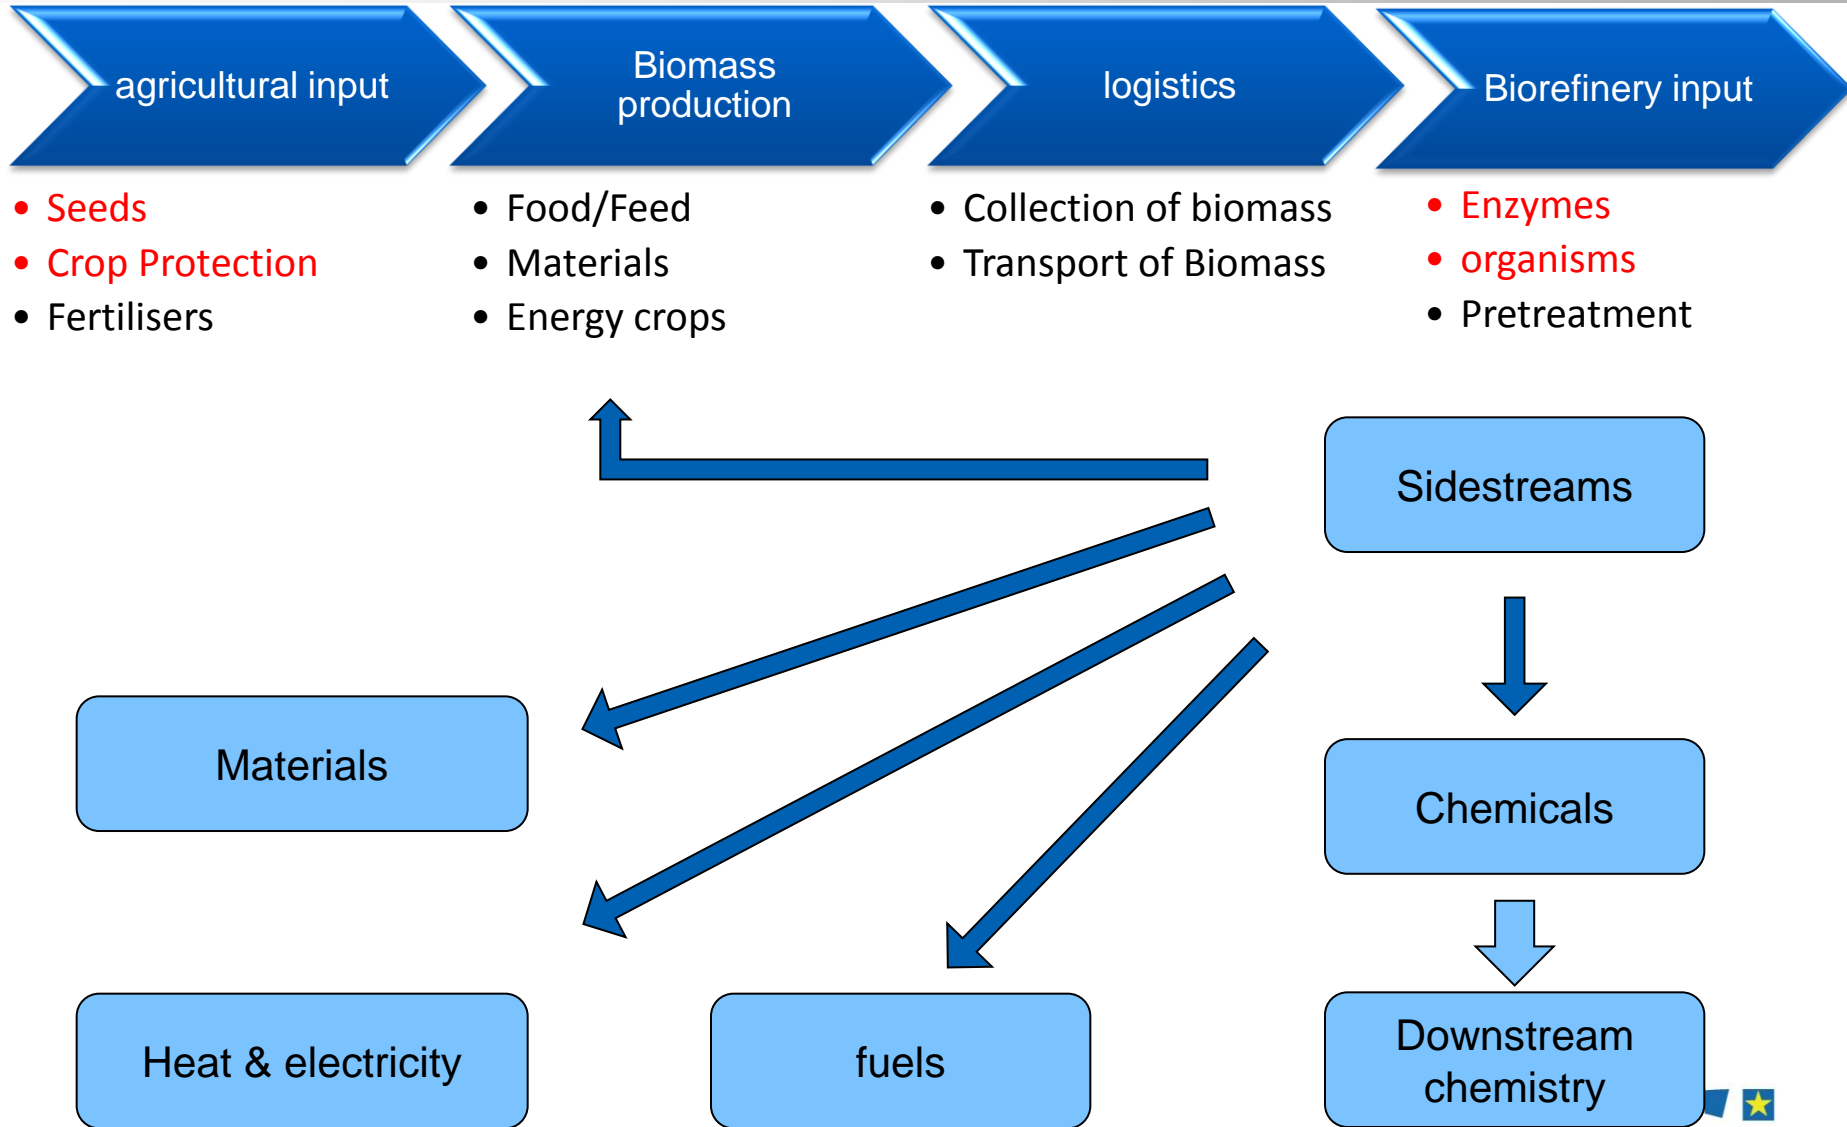 agricultural input
Biomass
production
logistics
Biorefinery input
• Seeds
• Crop Protection
• Fertilisers
• Food/Feed
• Materials
• Energy crops
• Collection of biomass
• Transport of Biomass
• Enzymes
• organisms
• Pretreatment
Sidestreams
Materials
Chemicals
Heat & electricity
fuels
Downstream
chemistry